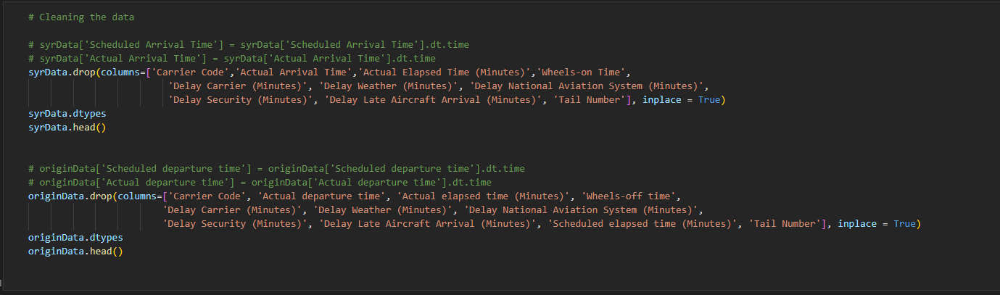 # Cleaning the data
# syrData['Scheduled Arrival Time'] = syrData['Scheduled Arrival Time'].dt.time
# syrData['Actual Arrival Time'] = syrData['Actual Arrival Time'].dt.time
syrData.drop(columns=['Carrier Code','Actual Arrival Time','Actual Elapsed Time (Minutes)','Wheels-on Time',
'Delay Carrier (Minutes)', 'Delay Weather (Minutes)', 'Delay National Aviation System (Minutes)',
'Delay Security (Minutes)', 'Delay Late Aircraft Arrival (Minutes)', 'Tail Number'], inplace = True)
syrData.dtypes
syrData.head()
# originData['Scheduled departure time'] = originData['Scheduled departure time'].dt.time
# originData['Actual departure time'] = originData['Actual departure time'].dt.time
originData.drop(columns=['Carrier Code', 'Actual departure time', 'Actual elapsed time (Minutes)', 'Wheels-off time',
'Delay Carrier (Minutes)', 'Delay Weather (Minutes)', 'Delay National Aviation System (Minutes)',
'Delay Security (Minutes)', 'Delay Late Aircraft Arrival (Minutes)', 'Scheduled elapsed time (Minutes)', 'Tail Number'], inplace = True)
originData.dtypes
originData.head()